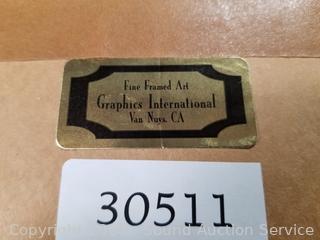 Fine Framed Art
Graphics International
Van Nuys, CA
30511